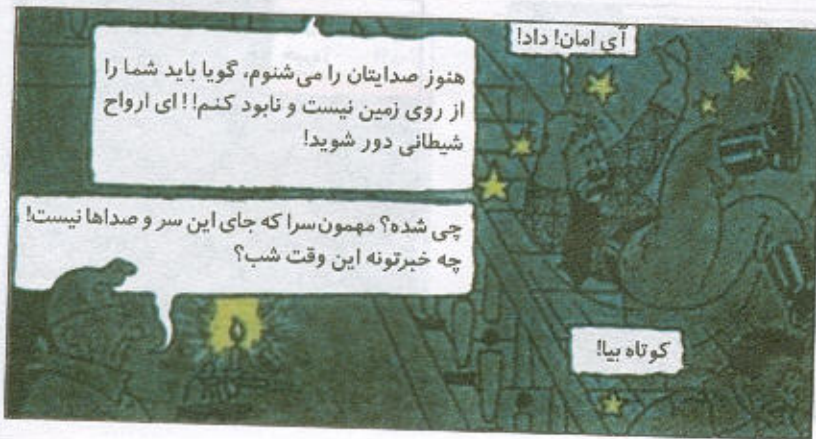 آی امان! داد!
هنوز صدایتان را می‌شنوم، گویا باید شما را
از روی زمین نیست و نابود کنم!! ای ارواح
شیطانی دور شوید!
کوتاه بیا!
چی شده؟ مهمون‌سرا که جای این سر و صداها نیست!
چه خبرتونه این وقت شب؟